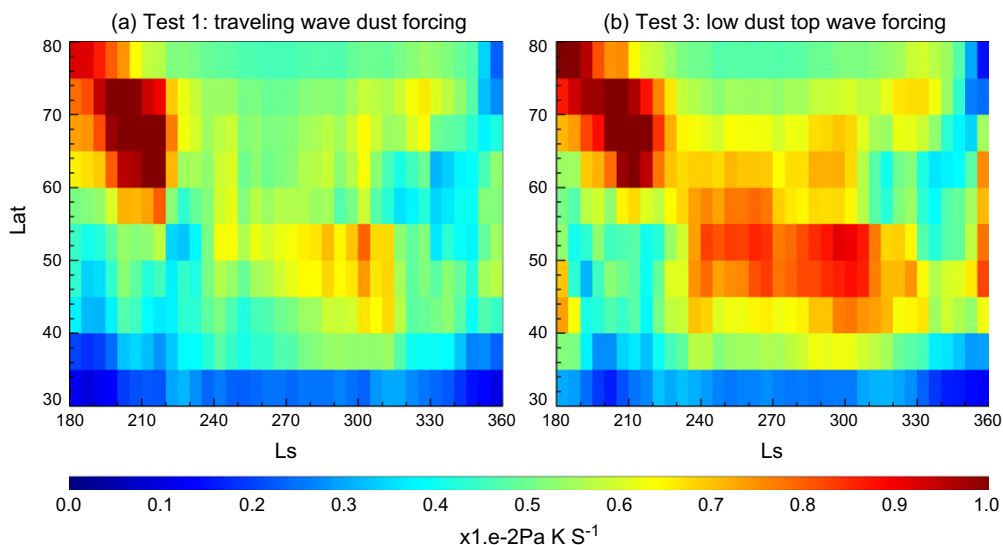 (a) Test 1: traveling wave dust forcing
(b) Test 3: low dust top wave forcing
Lat
80
70
60
50
40
30
180 210 240 270 300 330 360
Ls
180 210 240 270 300 330 360
Ls
80
70
60
50
40
30
0.0 0.2 0.3 0.4 0.5 0.6 0.7 0.8 0.9 1.0
x1.e-2Pa K S-1